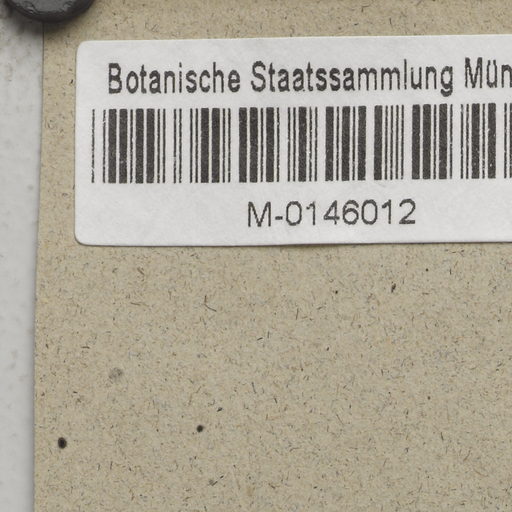 Botanische Staatssammlung Mün
M-0146012